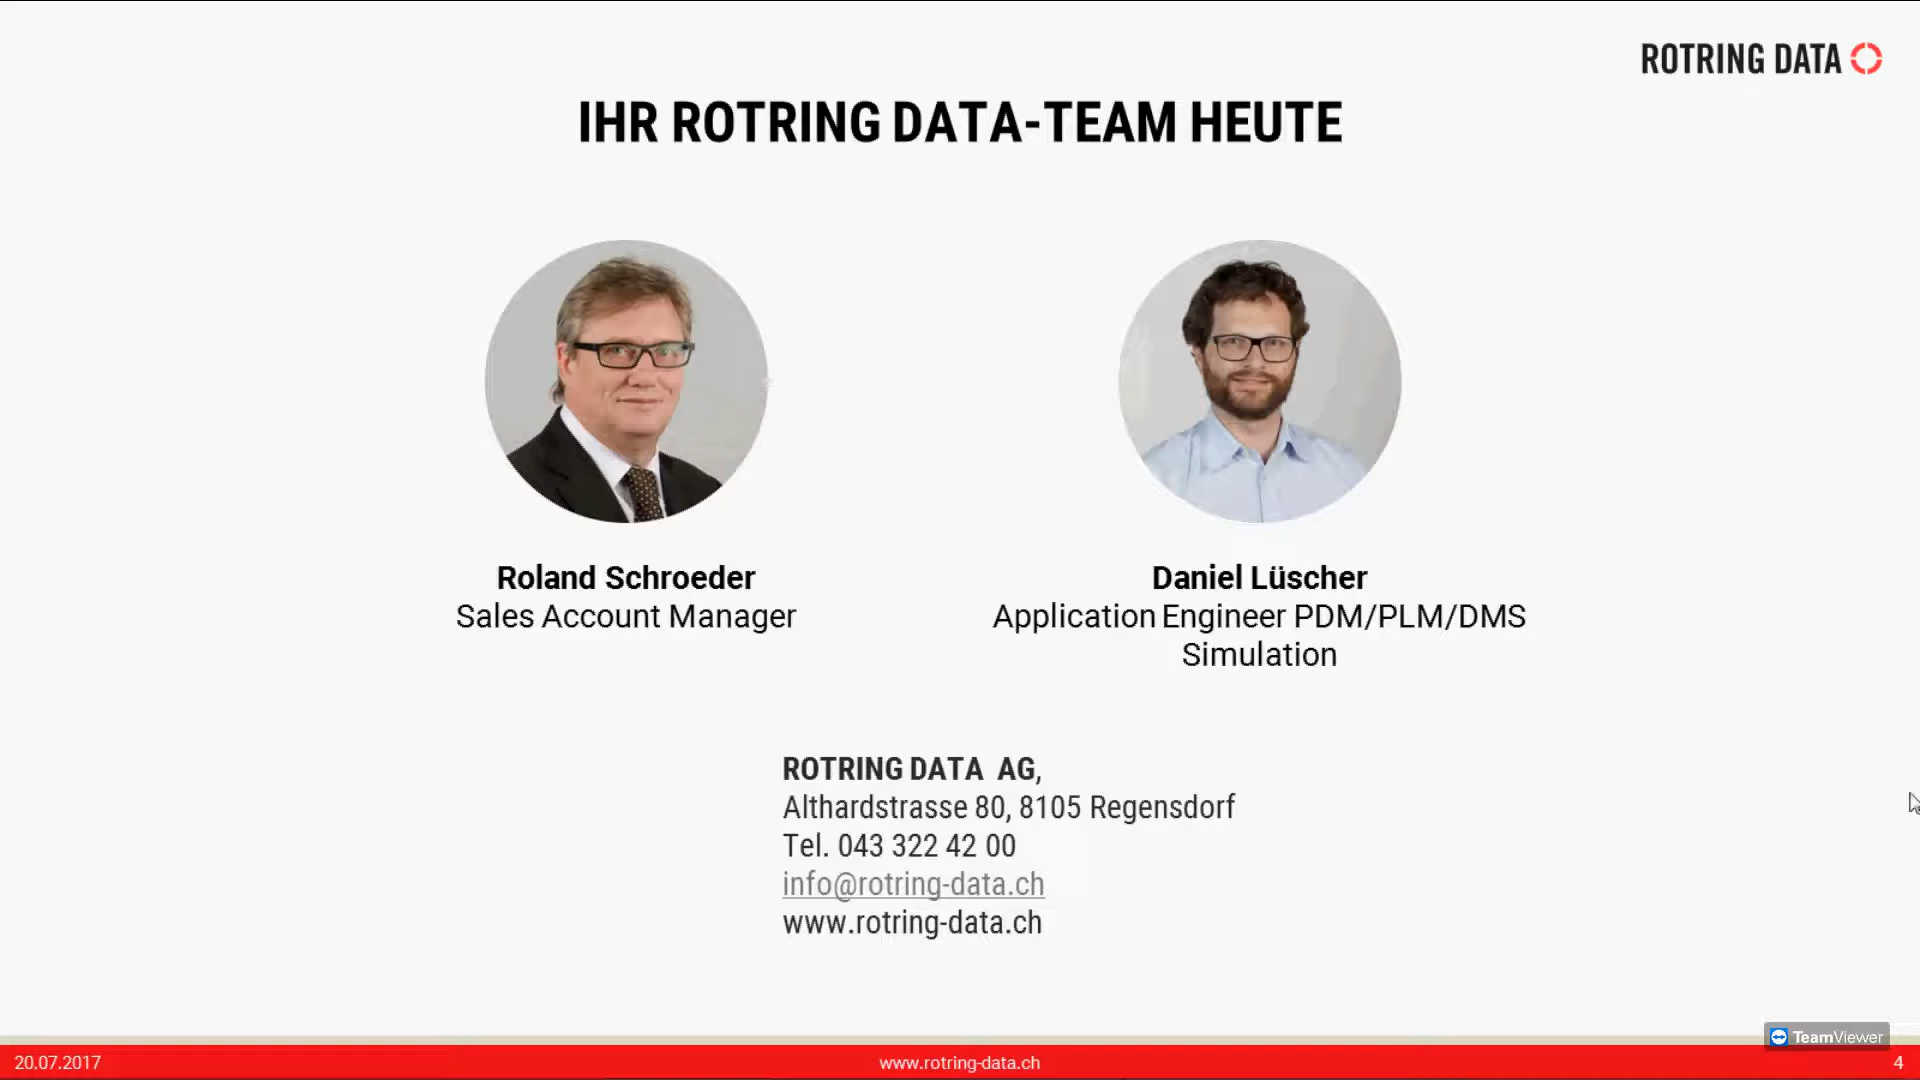 ROTRING DATA
IHR ROTRING DATA-TEAM HEUTE
Roland Schroeder
Sales Account Manager
Daniel Lüscher
Application Engineer PDM/PLM/DMS
Simulation
ROTRING DATA AG,
Althardstrasse 80, 8105 Regensdorf
Tel. 043 322 42 00
info@rotring-data.ch
www.rotring-data.ch
TeamViewer
20.07.2017
www.rotring-data.ch
4